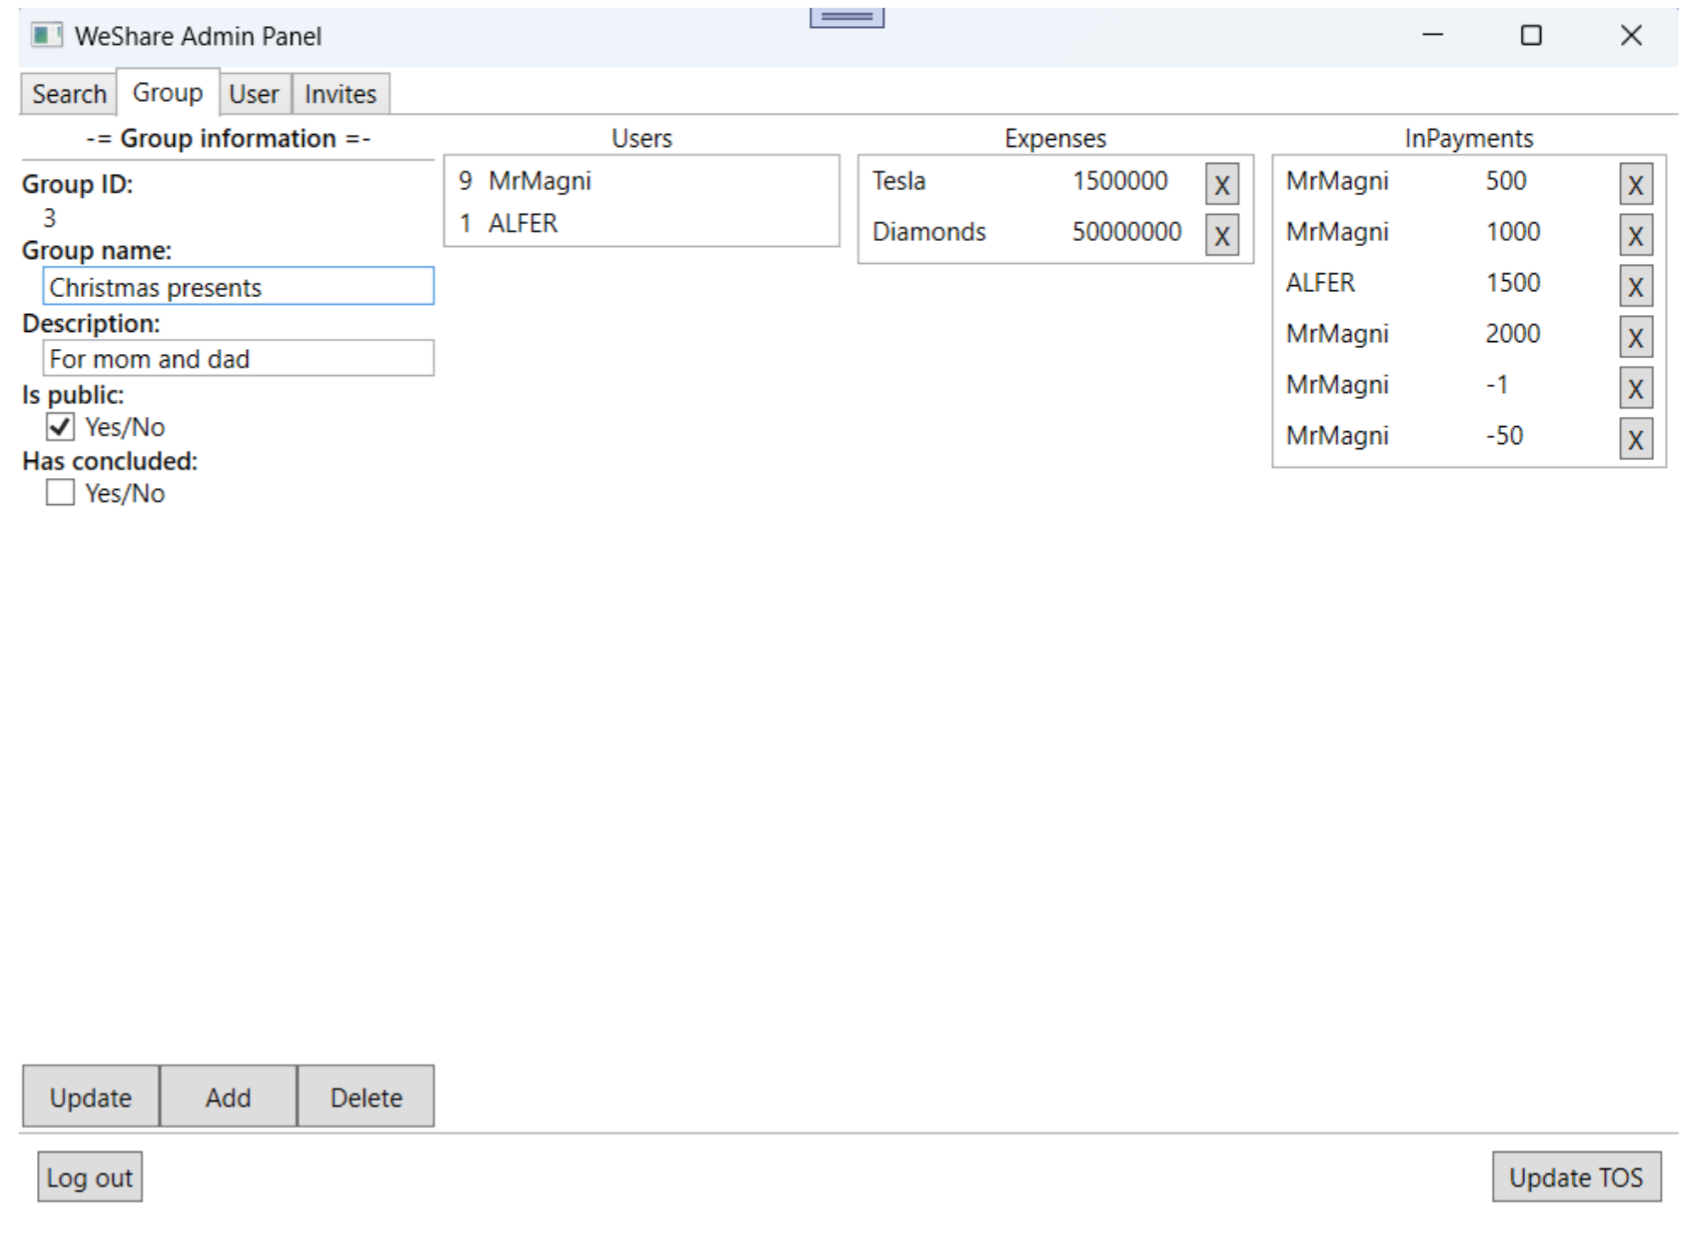 WeShare Admin Panel
Search Group User Invites
-= Group information =-
Group ID:
3
Group name:
Christmas presents
Description:
For mom and dad
Is public:
Yes/No
Has concluded:
Yes/No
Users
9 MrMagni
1 ALFER
Expenses
Tesla 1500000 X
Diamonds 50000000 X
InPayments
MrMagni 500 X
MrMagni 1000 X
ALFER 1500 X
MrMagni 2000 X
MrMagni -1 X
MrMagni -50 X
Update Add Delete
Log out
Update TOS